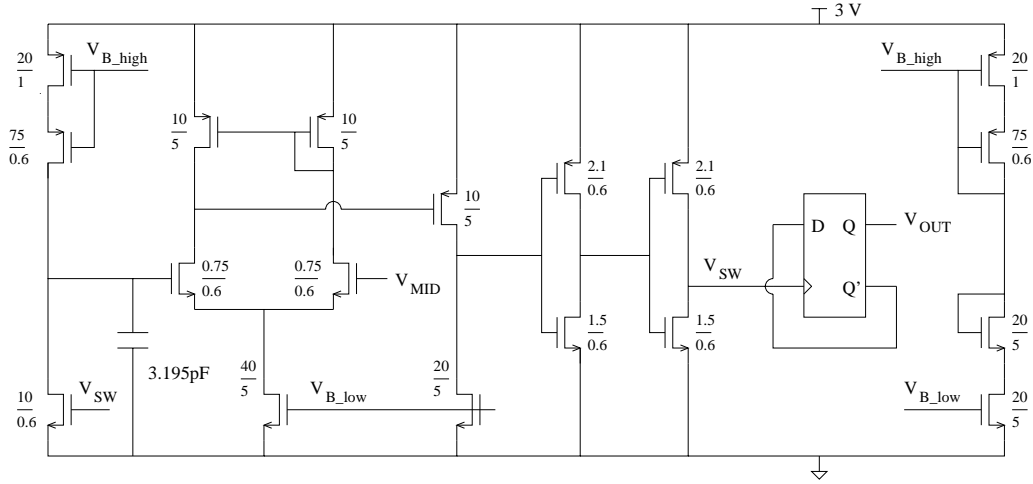 3 V
20/1
V_B_high
V_B_high
20/1
75/0.6
10/5
10/5
75/0.6
2.1/0.6
2.1/0.6
10/5
D Q
V_OUT
0.75/0.6
0.75/0.6
V_MID
V_SW
Q'
1.5/0.6
1.5/0.6
20/5
3.195pF
10/0.6
V_SW
40/5
V_B_low
20/5
V_B_low
20/5